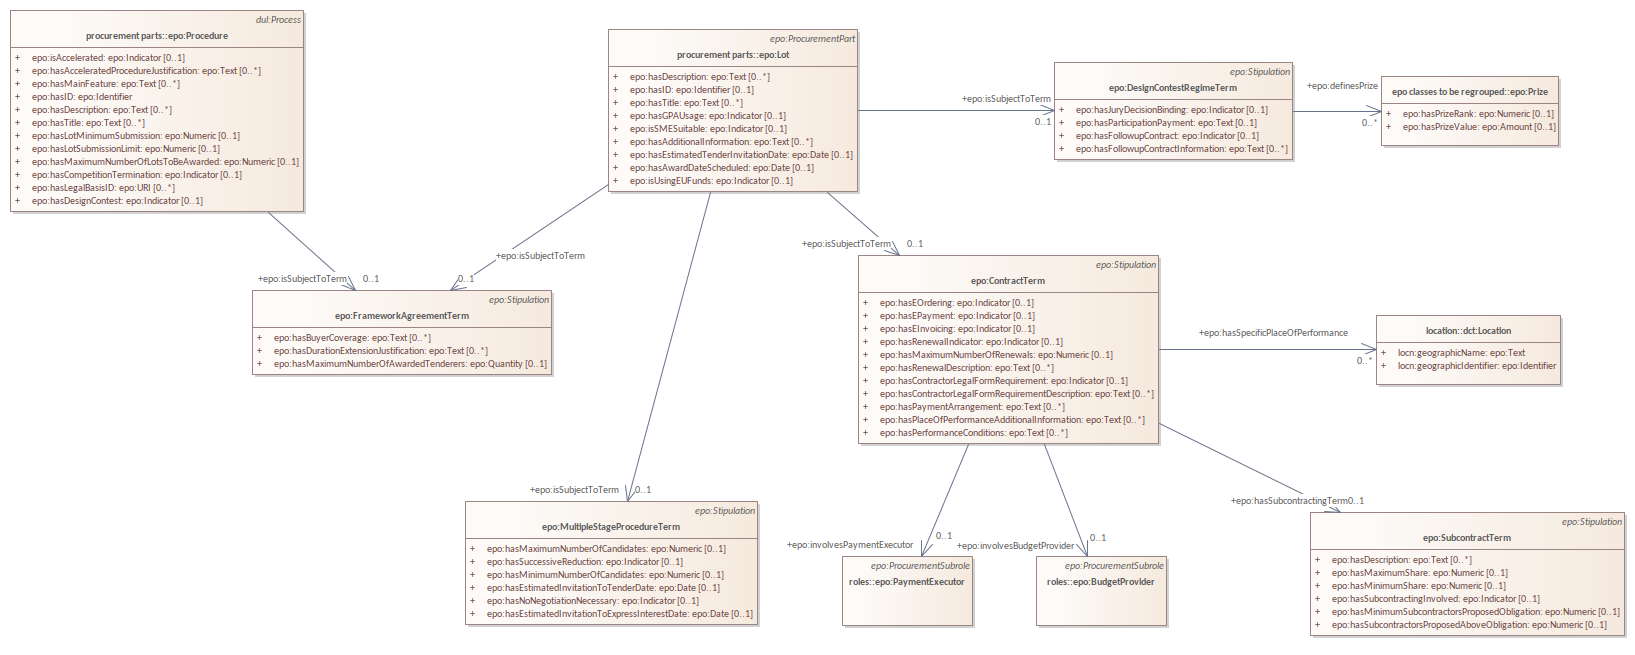 dul:Process
procurement parts::epo:Procedure
+ epo:isAccelerated: epo:Indicator [0..1]
+ epo:hasAcceleratedProcedureJustification: epo:Text [0..*]
+ epo:hasMainFeature: epo:Text [0..*]
+ epo:hasID: epo:Identifier
+ epo:hasDescription: epo:Text [0..*]
+ epo:hasTitle: epo:Text [0..*]
+ epo:hasLotMinimumSubmission: epo:Numeric [0..1]
+ epo:hasLotSubmissionLimit: epo:Numeric [0..1]
+ epo:hasMaximumNumberOfLotsToBeAwarded: epo:Numeric [0..1]
+ epo:hasCompetitionTermination: epo:Indicator [0..1]
+ epo:hasLegalBasisID: epo:URI [0..*]
+ epo:hasDesignContest: epo:Indicator [0..1]
epo:ProcurementPart
procurement parts::epo:Lot
+ epo:hasDescription: epo:Text [0..*]
+ epo:hasID: epo:Identifier [0..1]
+ epo:hasTitle: epo:Text [0..*]
+ epo:hasGPAUsage: epo:Indicator [0..1]
+ epo:isSMESuitable: epo:Indicator [0..1]
+ epo:hasAdditionalInformation: epo:Text [0..*]
+ epo:hasEstimatedTenderInvitationDate: epo:Date [0..1]
+ epo:hasAwardDateScheduled: epo:Date [0..1]
+ epo:isUsingEUFunds: epo:Indicator [0..1]
+epo:isSubjectToTerm
0..1
epo:Stipulation
epo:DesignContestRegimeTerm
+ epo:hasJuryDecisionBinding: epo:Indicator [0..1]
+ epo:hasParticipationPayment: epo:Text [0..1]
+ epo:hasFollowupContract: epo:Indicator [0..1]
+ epo:hasFollowupContractInformation: epo:Text [0..*]
+epo:definesPrize
0..*
epo classes to be regrouped::epo:Prize
+ epo:hasPrizeRank: epo:Numeric [0..1]
+ epo:hasPrizeValue: epo:Amount [0..1]
+epo:isSubjectToTerm 0..1
+epo:isSubjectToTerm
0..1
epo:Stipulation
epo:FrameworkAgreementTerm
+ epo:hasBuyerCoverage: epo:Text [0..*]
+ epo:hasDurationExtensionJustification: epo:Text [0..*]
+ epo:hasMaximumNumberOfAwardedTenderers: epo:Quantity [0..1]
+epo:isSubjectToTerm 0..1
epo:Stipulation
epo:ContractTerm
+ epo:hasEOrdering: epo:Indicator [0..1]
+ epo:hasEPayment: epo:Indicator [0..1]
+ epo:hasEInvoicing: epo:Indicator [0..1]
+ epo:hasRenewalIndicator: epo:Indicator [0..1]
+ epo:hasMaximumNumberOfRenewals: epo:Numeric [0..1]
+ epo:hasRenewalDescription: epo:Text [0..*]
+ epo:hasContractorLegalFormRequirement: epo:Indicator [0..1]
+ epo:hasContractorLegalFormRequirementDescription: epo:Text [0..*]
+ epo:hasPaymentArrangement: epo:Text [0..*]
+ epo:hasPlaceOfPerformanceAdditionalInformation: epo:Text [0..*]
+ epo:hasPerformanceConditions: epo:Text [0..*]
+epo:hasSpecificPlaceOfPerformance
0..*
location::dct:Location
+ locn:geographicName: epo:Text
+ locn:geographicIdentifier: epo:Identifier
+epo:isSubjectToTerm 0..1
epo:Stipulation
epo:MultipleStageProcedureTerm
+ epo:hasMaximumNumberOfCandidates: epo:Numeric [0..1]
+ epo:hasSuccessiveReduction: epo:Indicator [0..1]
+ epo:hasMinimumNumberOfCandidates: epo:Numeric [0..1]
+ epo:hasEstimatedInvitationToTenderDate: epo:Date [0..1]
+ epo:hasNoNegotiationNecessary: epo:Indicator [0..1]
+ epo:hasEstimatedInvitationToExpressInterestDate: epo:Date [0..1]
+epo:involvesPaymentExecutor 0..1
epo:ProcurementSubrole
roles::epo:PaymentExecutor
+epo:involvesBudgetProvider 0..1
epo:ProcurementSubrole
roles::epo:BudgetProvider
+epo:hasSubcontractingTerm 0..1
epo:Stipulation
epo:SubcontractTerm
+ epo:hasDescription: epo:Text [0..*]
+ epo:hasMaximumShare: epo:Numeric [0..1]
+ epo:hasMinimumShare: epo:Numeric [0..1]
+ epo:hasSubcontractingInvolved: epo:Indicator [0..1]
+ epo:hasMinimumSubcontractorsProposedObligation: epo:Numeric [0..1]
+ epo:hasSubcontractorsProposedAboveObligation: epo:Numeric [0..1]